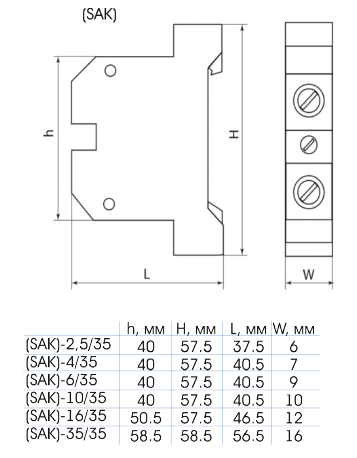 (SAK)
h
H
L
W
h, мм H, мм L, мм W, мм
(SAK)-2,5/35 40 57.5 37.5 6
(SAK)-4/35 40 57.5 40.5 7
(SAK)-6/35 40 57.5 40.5 9
(SAK)-10/35 40 57.5 40.5 10
(SAK)-16/35 50.5 57.5 46.5 12
(SAK)-35/35 58.5 58.5 56.5 16